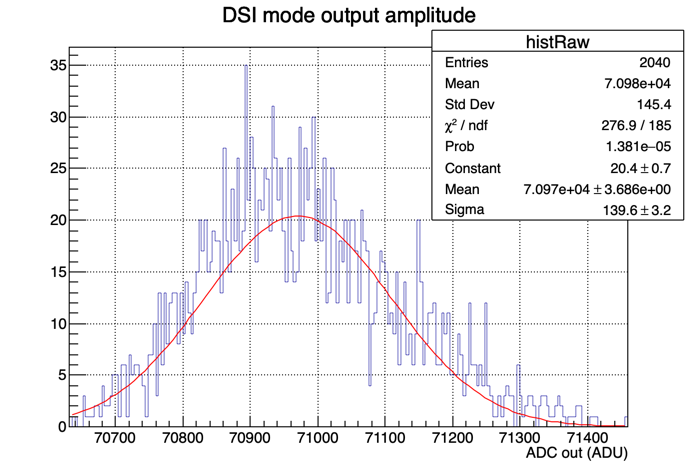 DSI mode output amplitude
histRaw
Entries 2040
Mean 7.098e+04
Std Dev 145.4
χ² / ndf 276.9 / 185
Prob 1.381e−05
Constant 20.4 ± 0.7
Mean 7.097e+04 ± 3.686e+00
Sigma 139.6 ± 3.2
35
30
25
20
15
10
5
0
70700 70800 70900 71000 71100 71200 71300 71400
ADC out (ADU)